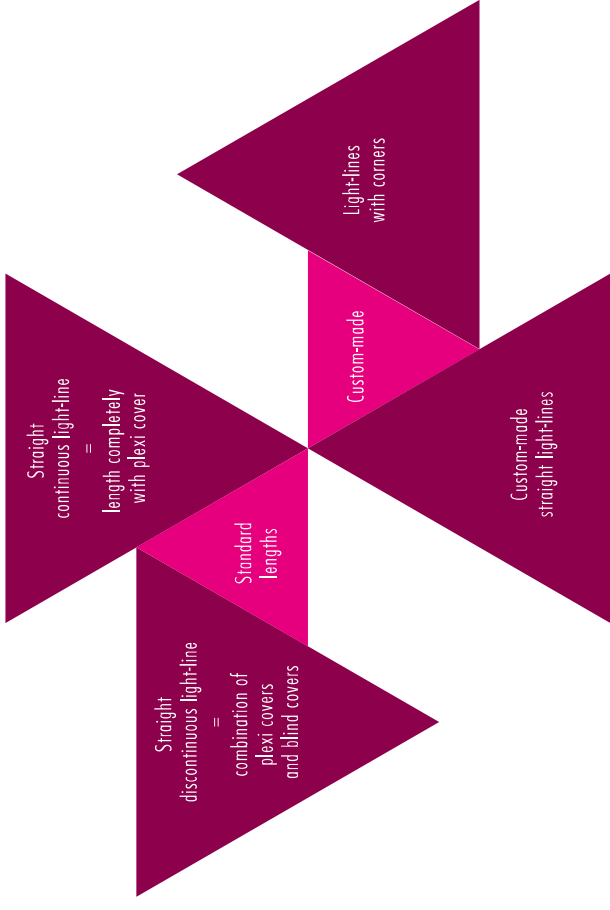 Straight
discontinuous light-line
=
combination of
plexi covers
and blind covers
Standard
lengths
Straight
continuous light-line
=
length completely
with plexi cover
Custom-made
Light-lines
with corners
Custom-made
straight light-lines